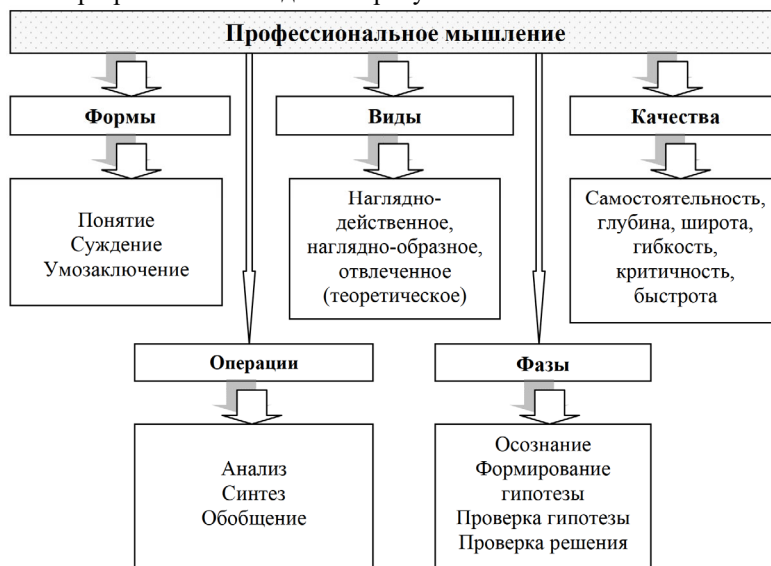 Профессиональное мышление
Формы
Виды
Качества
Понятие
Суждение
Умозаключение
Наглядно-
действенное,
наглядно-образное,
отвлеченное
(теоретическое)
Самостоятельность,
глубина, широта,
гибкость,
критичность,
быстрота
Операции
Фазы
Анализ
Синтез
Обобщение
Осознание
Формирование
гипотезы
Проверка гипотезы
Проверка решения